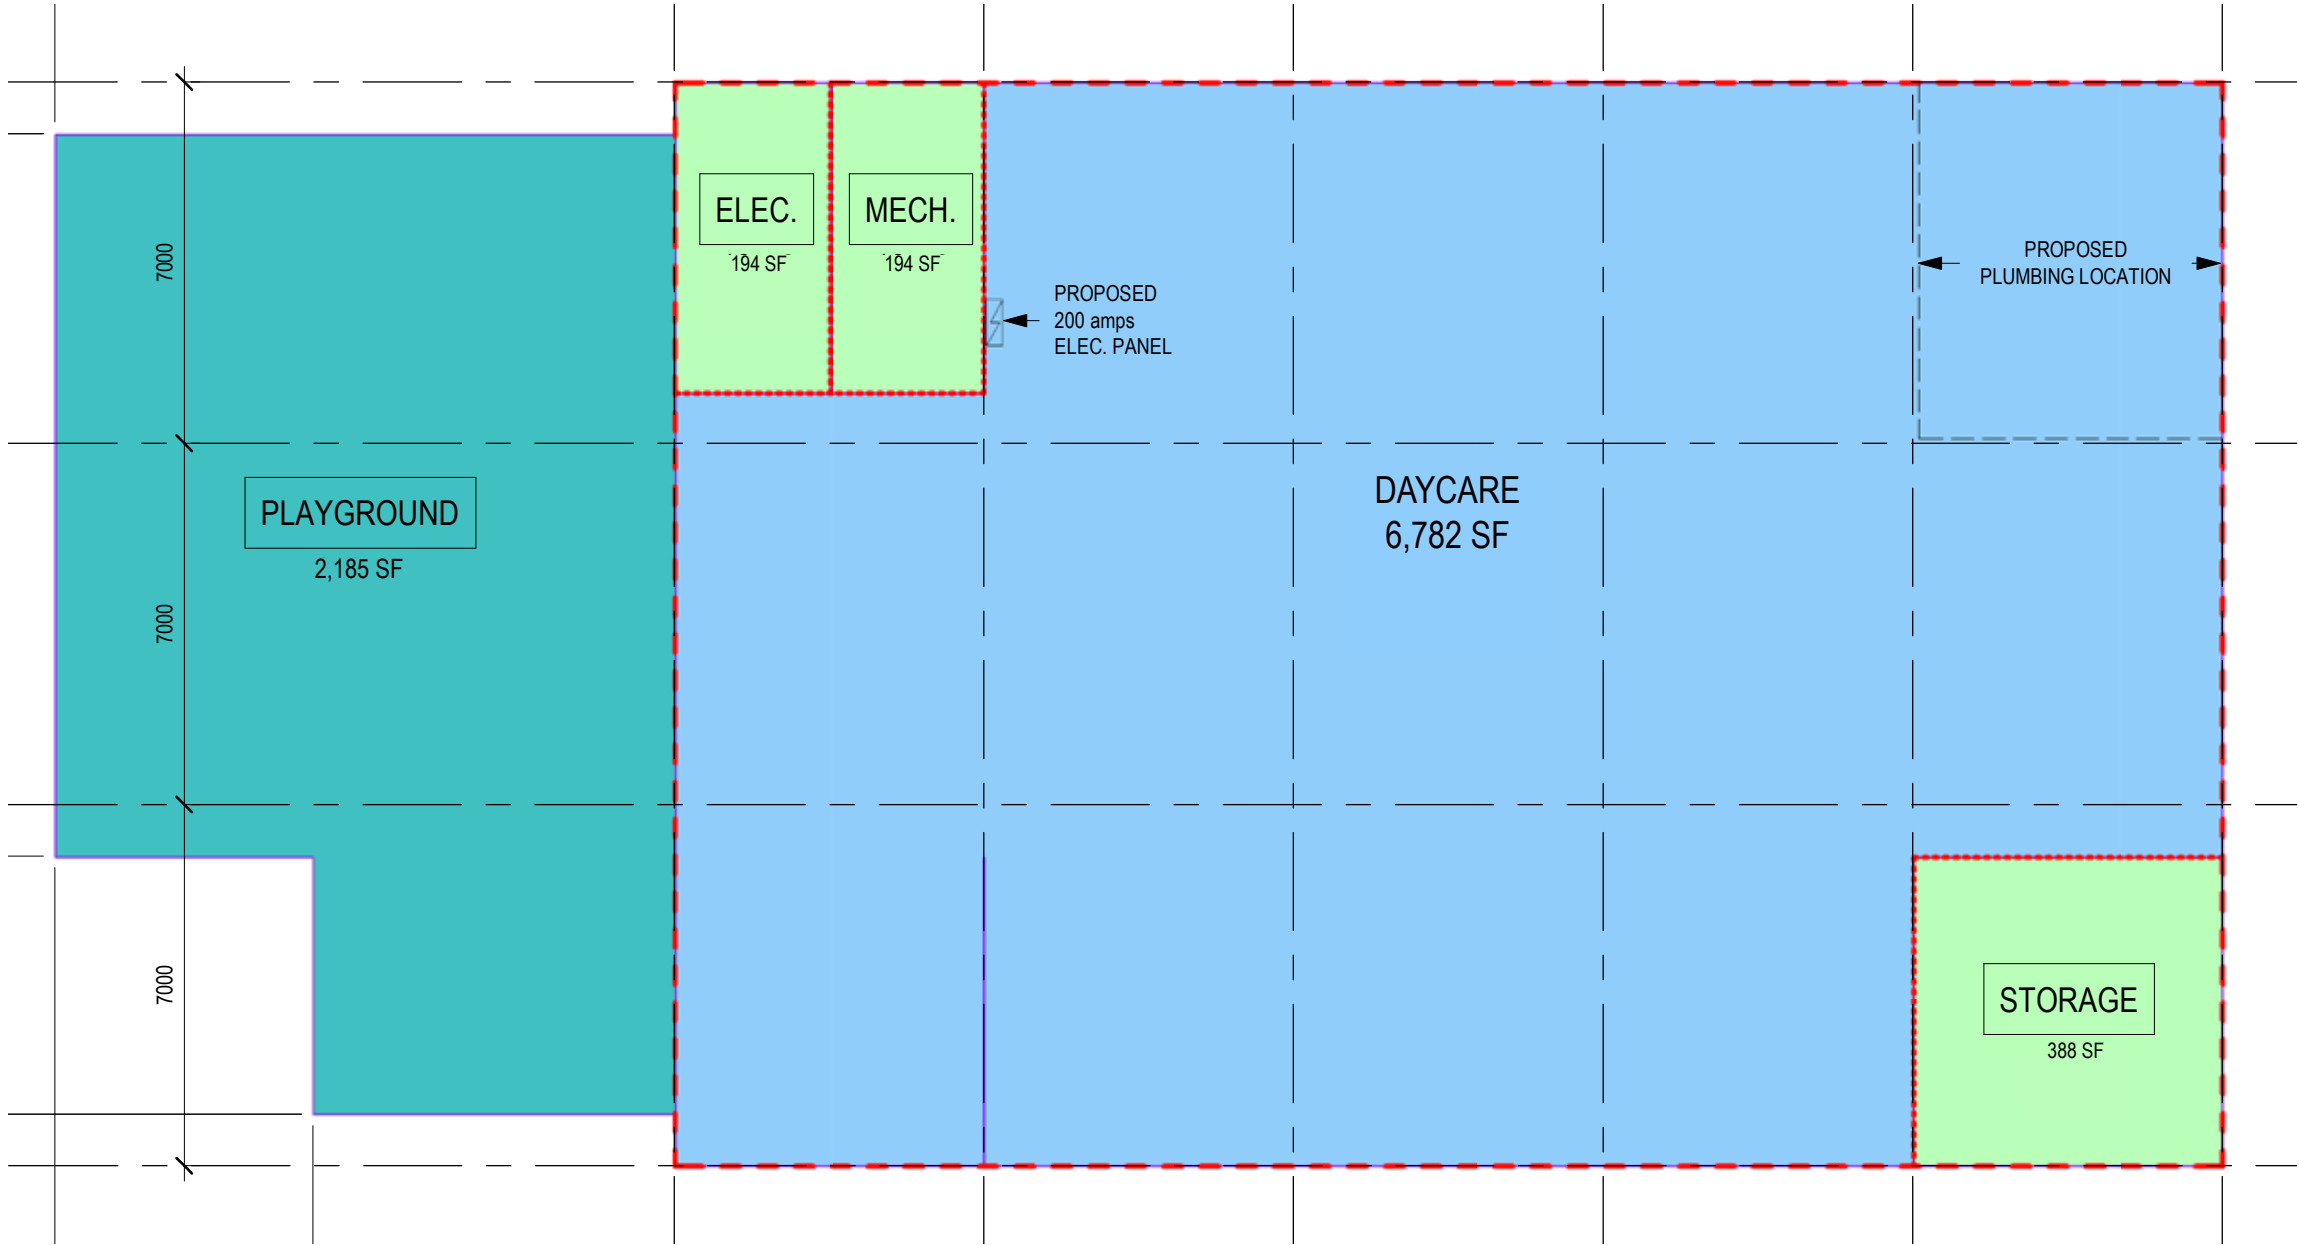 ELEC.
194 SF
MECH.
194 SF
PROPOSED
200 amps
ELEC. PANEL
PROPOSED
PLUMBING LOCATION
7000
PLAYGROUND
2,185 SF
DAYCARE
6,782 SF
7000
7000
STORAGE
388 SF